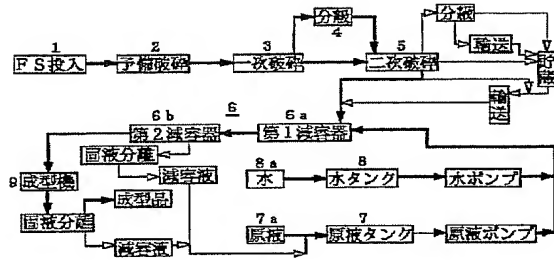 1
FS投入
2
予備破砕
3
一次破砕
分級
4
5
二次破砕
分級
輸送
貯蔵
輸送
6
6b
第2減容器
6a
第1減容器
固液分離
減容液
9
成型機
成型品
固液分離
減容液
8a
水
8
水タンク
水ポンプ
7a
原液
7
原液タンク
原液ポンプ